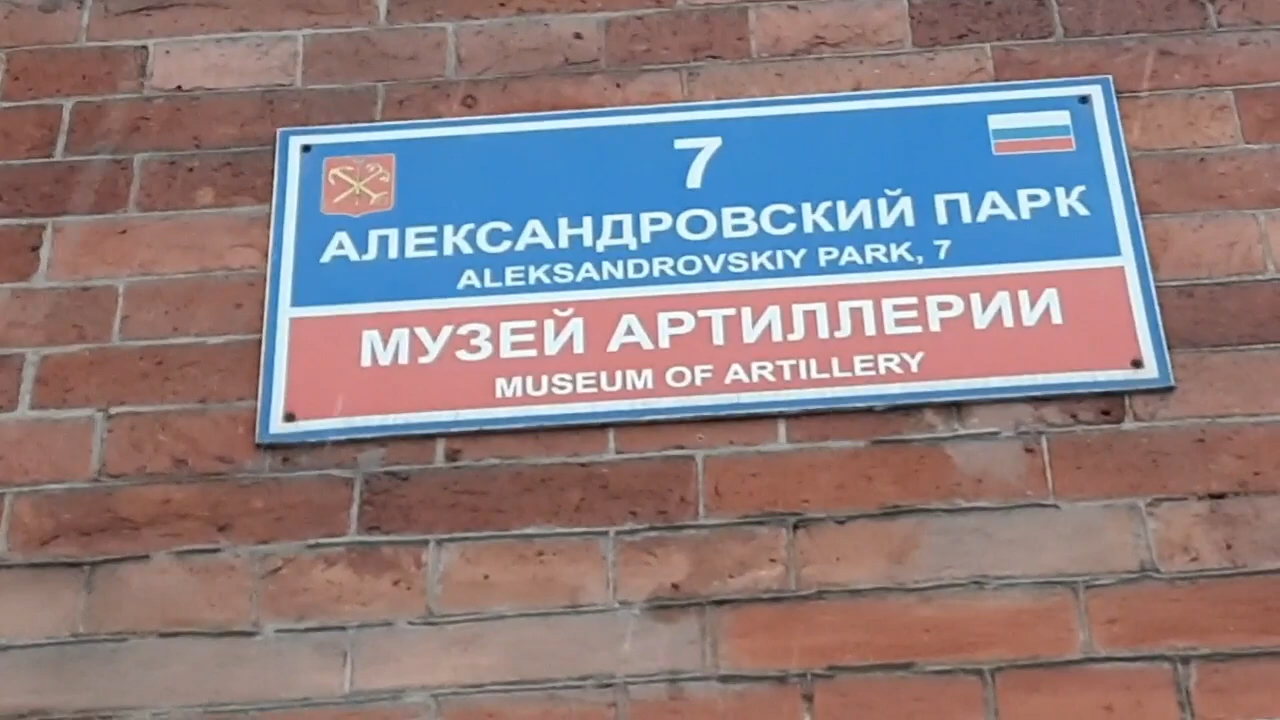 7
АЛЕКСАНДРОВСКИЙ ПАРК
ALEKSANDROVSKIY PARK, 7
МУЗЕЙ АРТИЛЛЕРИИ
MUSEUM OF ARTILLERY